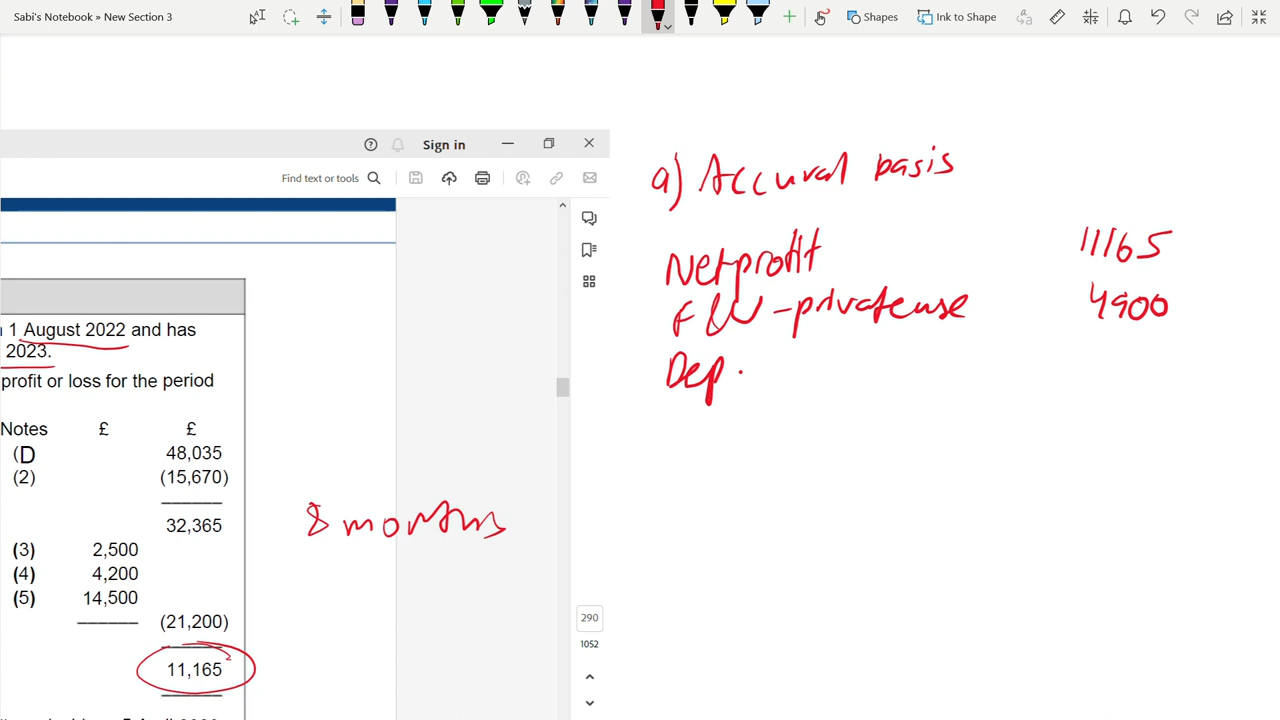 Sabi's Notebook » New Section 3
Shapes
Ink to Shape
Sign in
Find text or tools
1 August 2022 and has
2023.
profit or loss for the period
Notes £ £
(D 48,035
(2) (15,670)
32,365
(3) 2,500
(4) 4,200
(5) 14,500
(21,200)
11,165
8 months
290
1052
a) Accural basis
Netprofit 11165
F&W - private use 4900
Dep.